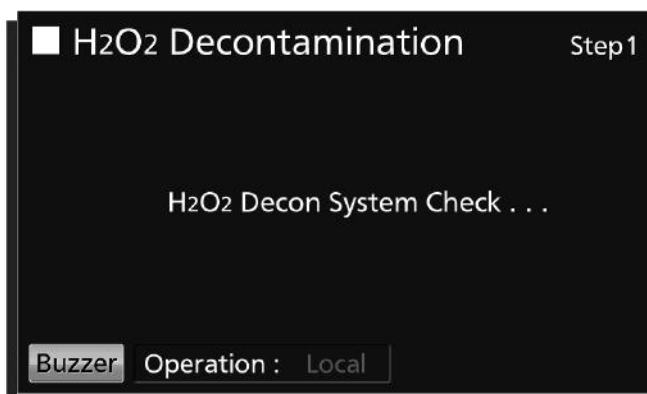 H2O2 Decontamination Step1
H2O2 Decon System Check . . .
Buzzer Operation : Local